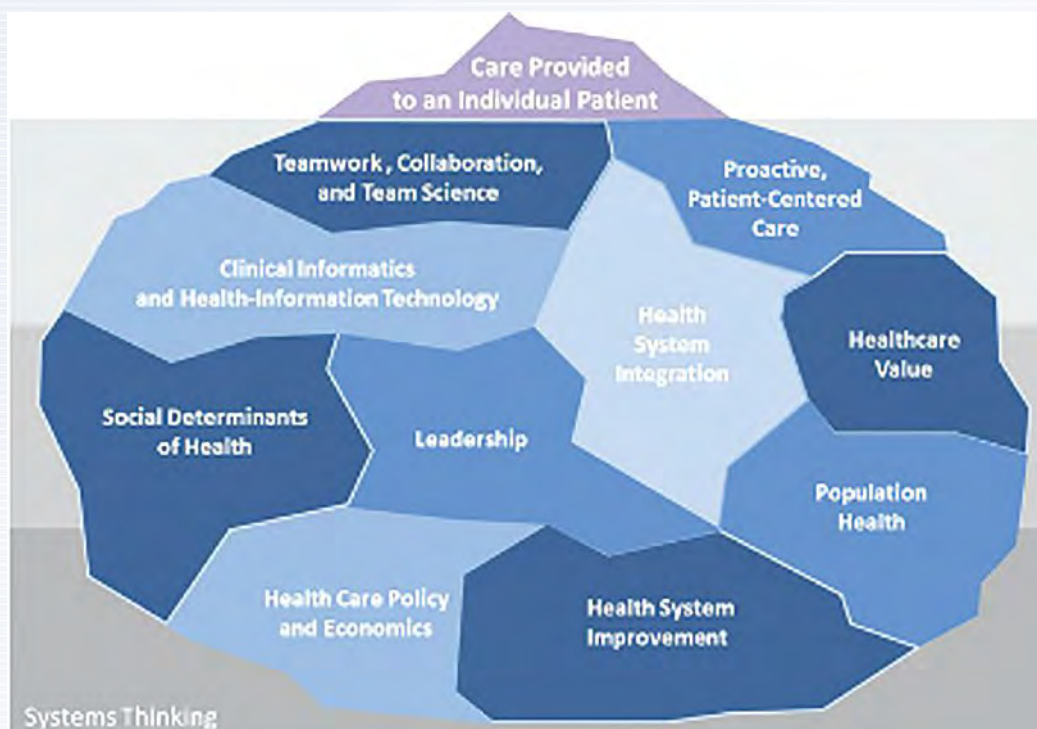 Care Provided
to an Individual Patient
Teamwork, Collaboration,
and Team Science
Proactive,
Patient-Centered
Care
Clinical Informatics
and Health-Information Technology
Health
System
Integration
Healthcare
Value
Social Determinants
of Health
Leadership
Population
Health
Health Care Policy
and Economics
Health System
Improvement
Systems Thinking